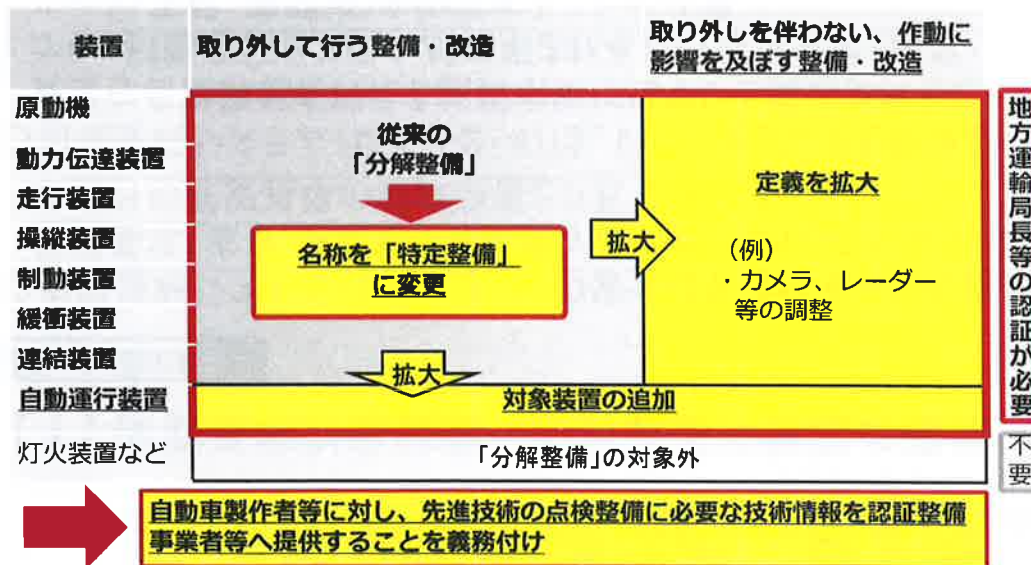 装置
取り外して行う整備・改造
取り外しを伴わない、作動に
影響を及ぼす整備・改造
原動機
動力伝達装置
走行装置
操縦装置
制動装置
緩衝装置
連結装置
自動運行装置
灯火装置など
従来の
「分解整備」
名称を「特定整備」
に変更
拡大
定義を拡大
(例)
・カメラ、レーダー
等の調整
拡大
対象装置の追加
「分解整備」の対象外
地方運輸局長等の認証が必要
不要
自動車製作者等に対し、先進技術の点検整備に必要な技術情報を認証整備
事業者等へ提供することを義務付け